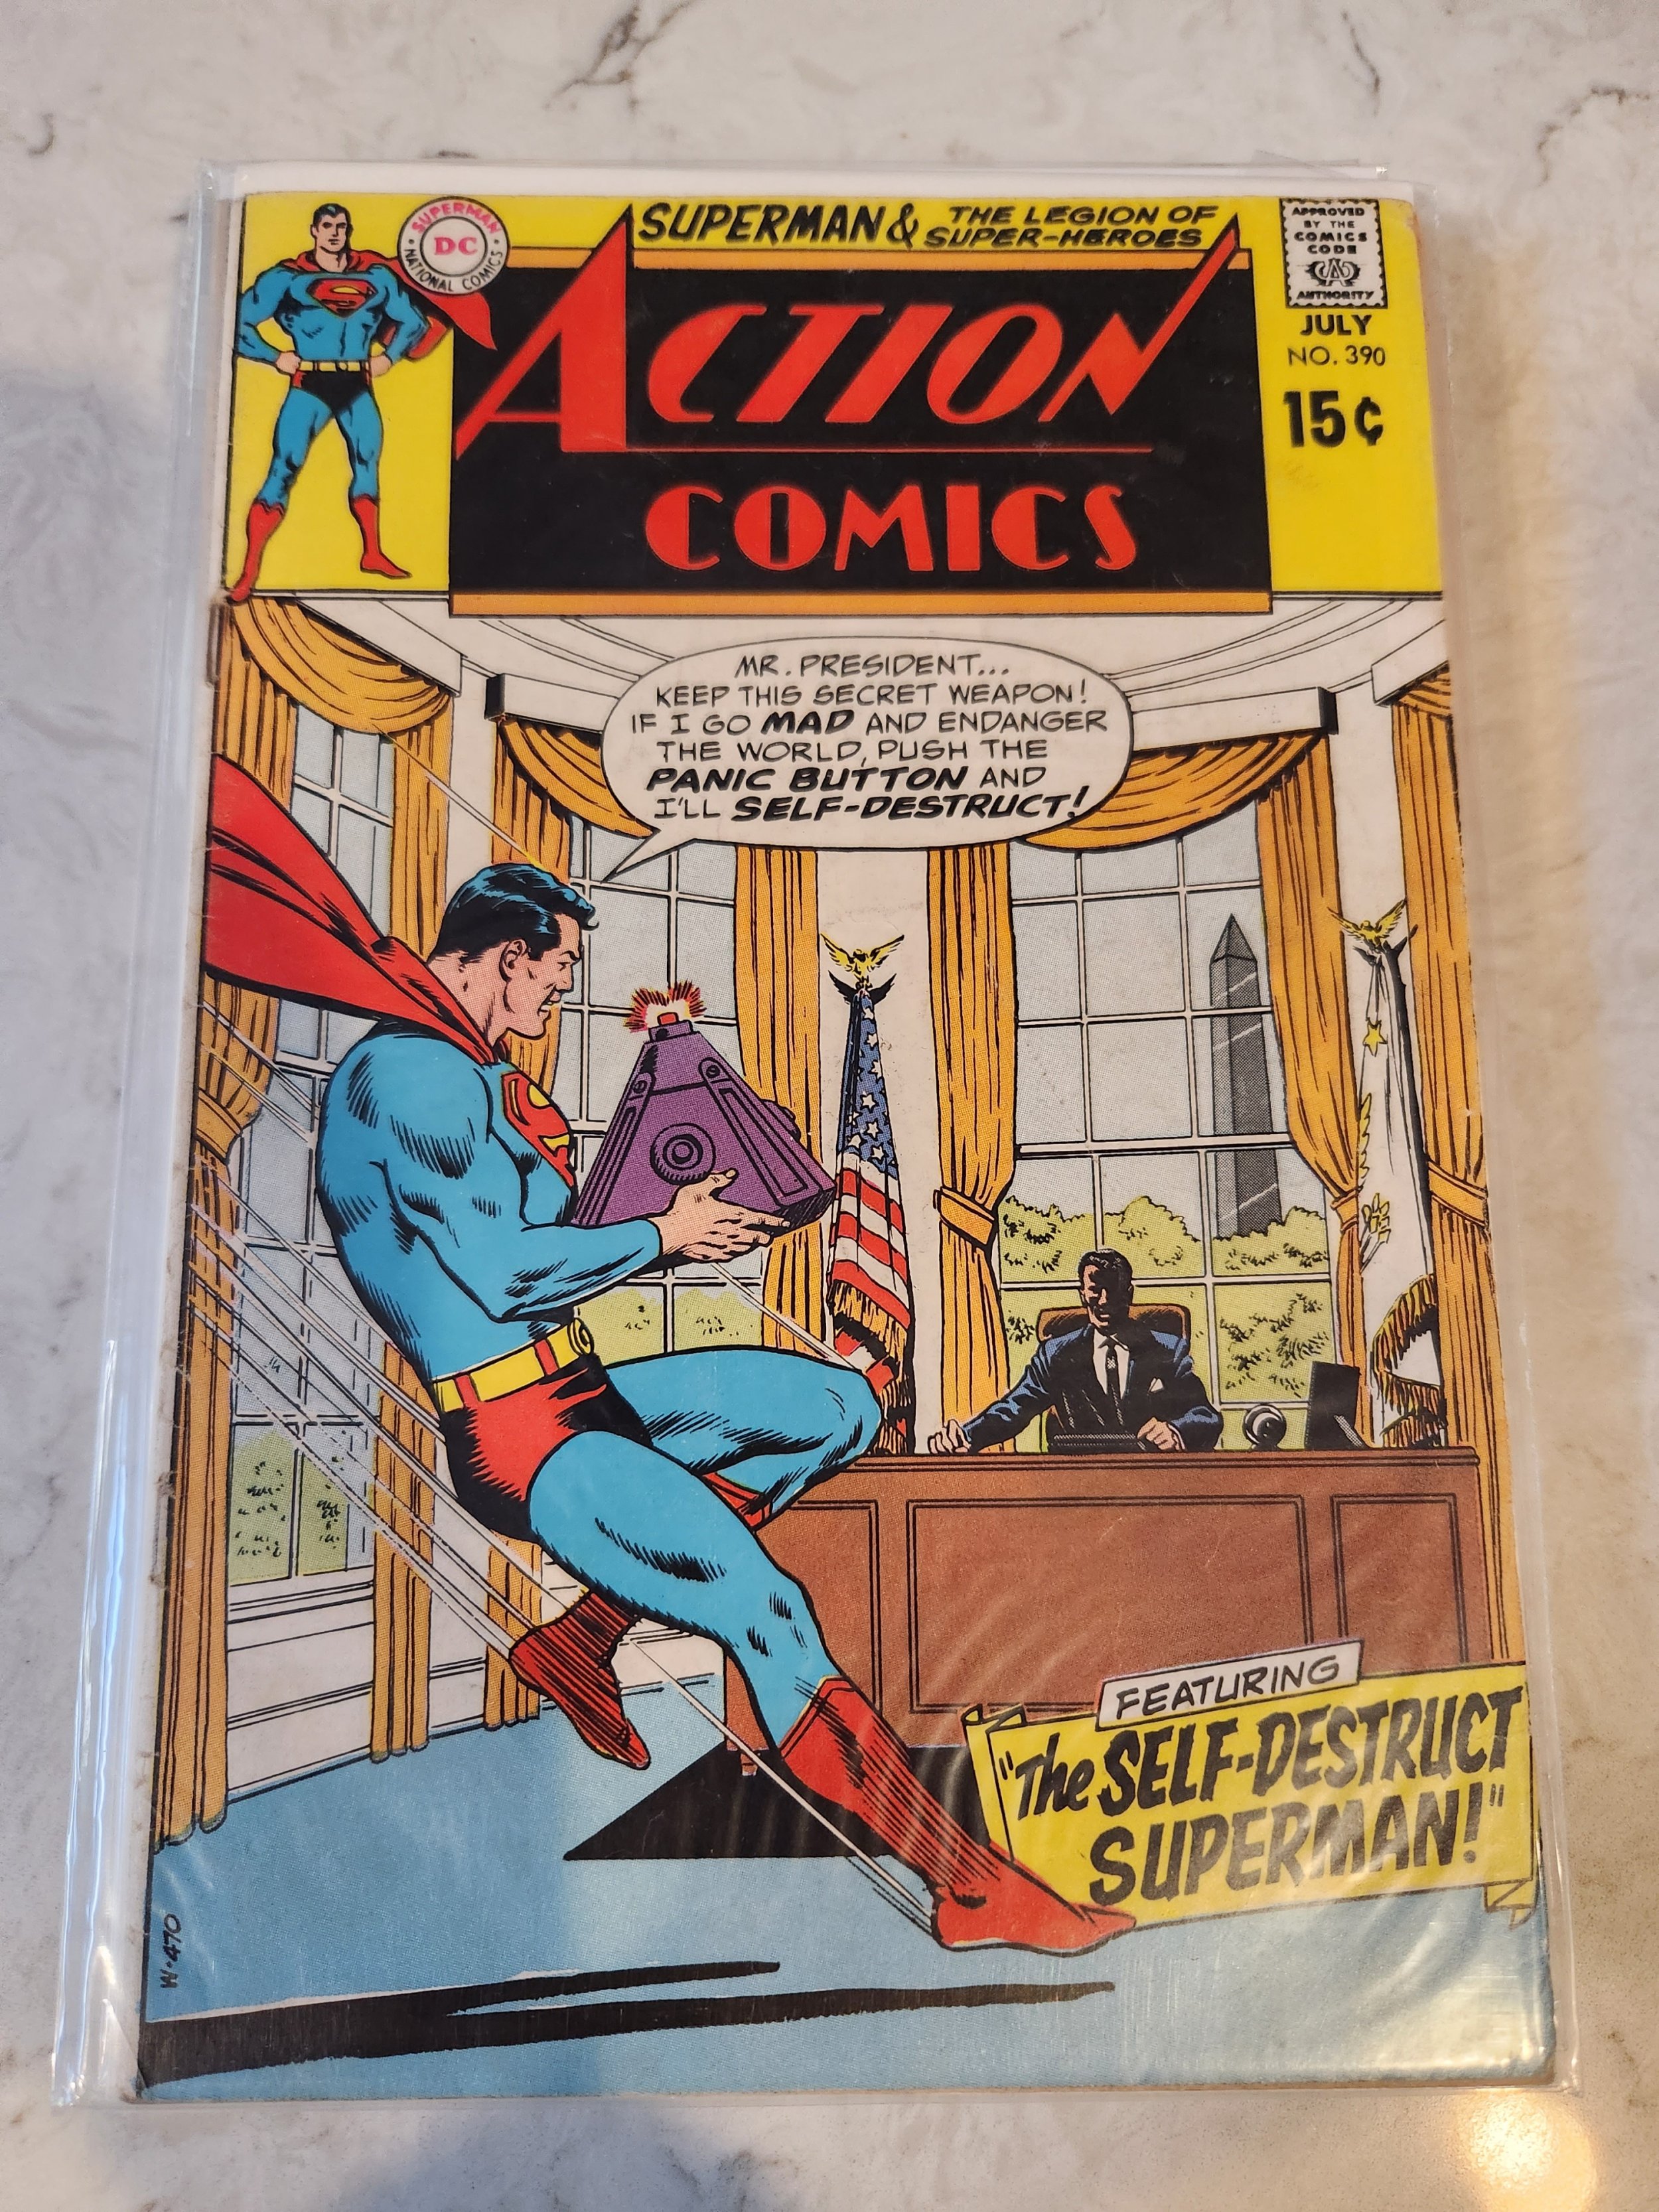 SUPERMAN
DC
NATIONAL COMICS
SUPERMAN & THE LEGION OF
SUPER-HEROES
ACTION
COMICS
APPROVED
BY THE
COMICS
CODE
CA
AUTHORITY
JULY
NO. 390
15¢
MR. PRESIDENT...
KEEP THIS SECRET WEAPON!
IF I GO MAD AND ENDANGER
THE WORLD, PUSH THE
PANIC BUTTON AND
I'LL SELF-DESTRUCT!
FEATURING
"The SELF-DESTRUCT
SUPERMAN!"
W-470